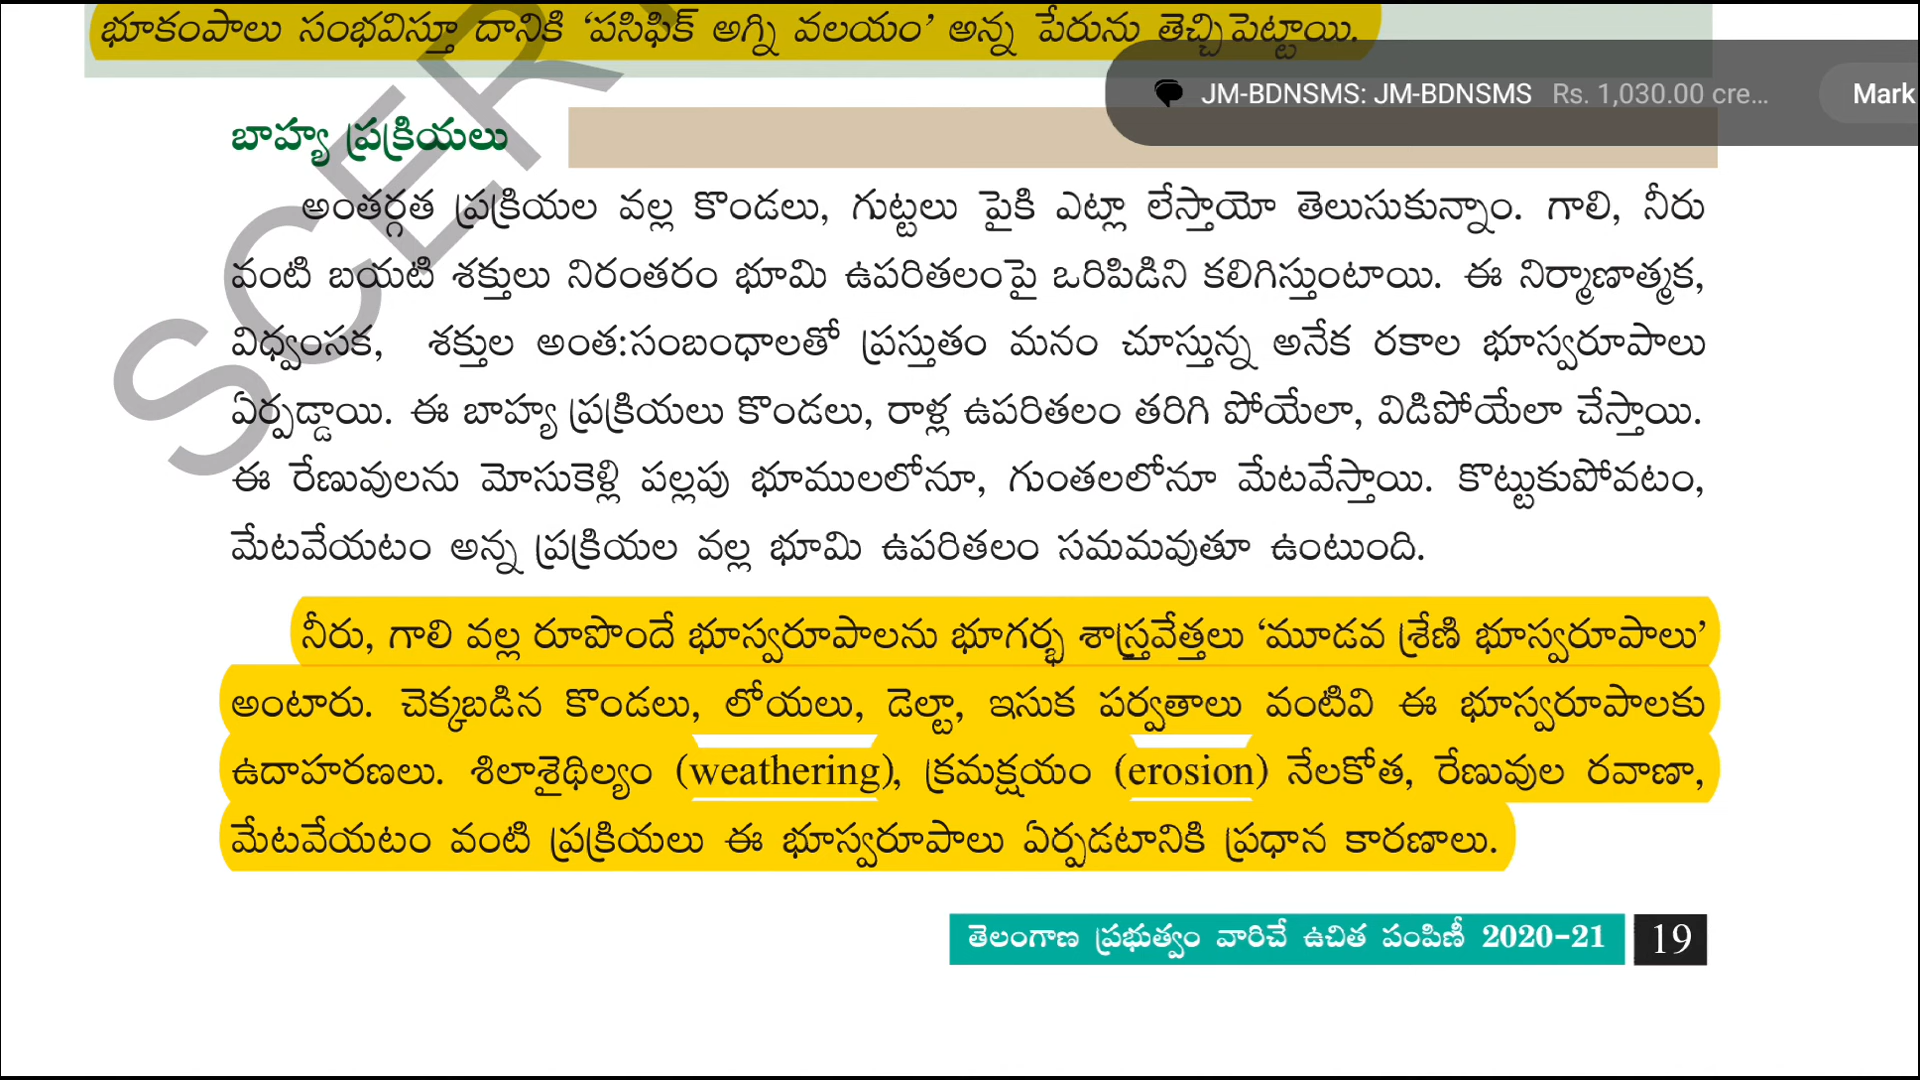 భూకంపాలు సంభవిస్తూ దానికి ‘పసిఫిక్ అగ్ని వలయం’ అన్న పేరును తెచ్చిపెట్టాయి.
JM-BDNSMS: JM-BDNSMS Rs. 1,030.00 cre... Mark
బాహ్య ప్రక్రియలు
అంతర్గత ప్రక్రియల వల్ల కొండలు, గుట్టలు పైకి ఎట్లా లేస్తాయో తెలుసుకున్నాం. గాలి, నీరు
వంటి బయటి శక్తులు నిరంతరం భూమి ఉపరితలంపై ఒరిపిడిని కలిగిస్తుంటాయి. ఈ నిర్మాణాత్మక,
విధ్వంసక, శక్తుల అంత:సంబంధాలతో ప్రస్తుతం మనం చూస్తున్న అనేక రకాల భూస్వరూపాలు
ఏర్పడ్డాయి. ఈ బాహ్య ప్రక్రియలు కొండలు, రాళ్ల ఉపరితలం తరిగి పోయేలా, విడిపోయేలా చేస్తాయి.
ఈ రేణువులను మోసుకెళ్లి పల్లపు భూములలోనూ, గుంతలలోనూ మేటవేస్తాయి. కొట్టుకుపోవటం,
మేటవేయటం అన్న ప్రక్రియల వల్ల భూమి ఉపరితలం సమమవుతూ ఉంటుంది.
నీరు, గాలి వల్ల రూపొందే భూస్వరూపాలను భూగర్భ శాస్త్రవేత్తలు ‘మూడవ శ్రేణి భూస్వరూపాలు’
అంటారు. చెక్కబడిన కొండలు, లోయలు, డెల్టా, ఇసుక పర్వతాలు వంటివి ఈ భూస్వరూపాలకు
ఉదాహరణలు. శిలాశైథిల్యం (weathering), క్రమక్షయం (erosion) నేలకోత, రేణువుల రవాణా,
మేటవేయటం వంటి ప్రక్రియలు ఈ భూస్వరూపాలు ఏర్పడటానికి ప్రధాన కారణాలు.
తెలంగాణ ప్రభుత్వం వారిచే ఉచిత పంపిణీ 2020-21 19
SCER